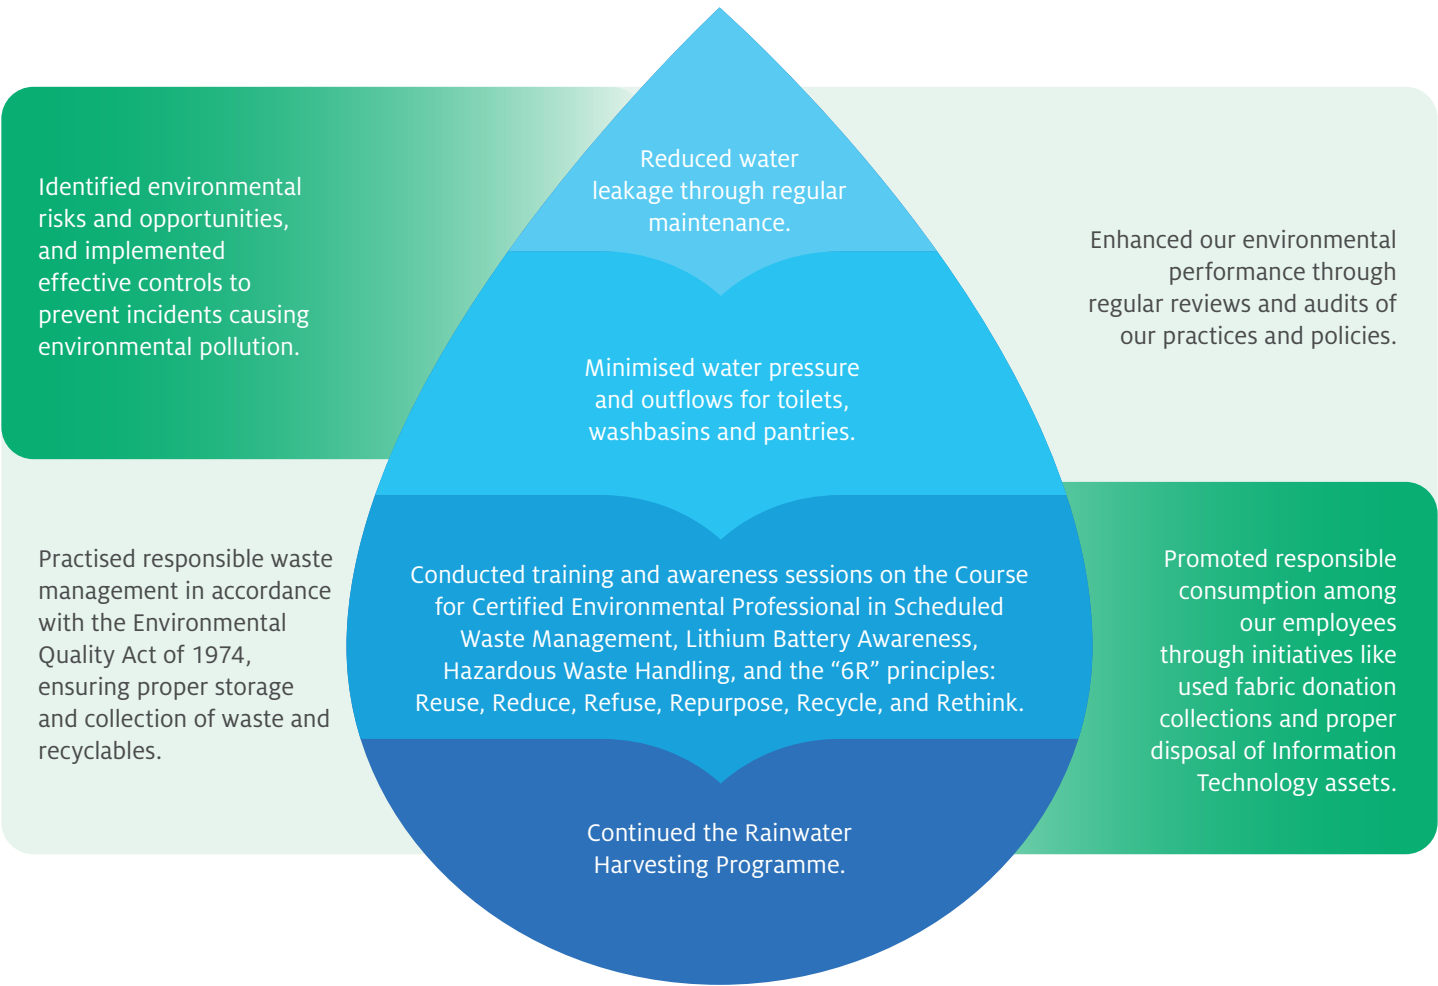 Identified environmental
risks and opportunities,
and implemented
effective controls to
prevent incidents causing
environmental pollution.
Practised responsible waste
management in accordance
with the Environmental
Quality Act of 1974,
ensuring proper storage
and collection of waste and
recyclables.
Reduced water
leakage through regular
maintenance.
Minimised water pressure
and outflows for toilets,
washbasins and pantries.
Conducted training and awareness sessions on the Course
for Certified Environmental Professional in Scheduled
Waste Management, Lithium Battery Awareness,
Hazardous Waste Handling, and the “6R” principles:
Reuse, Reduce, Refuse, Repurpose, Recycle, and Rethink.
Continued the Rainwater
Harvesting Programme.
Enhanced our environmental
performance through
regular reviews and audits of
our practices and policies.
Promoted responsible
consumption among
our employees
through initiatives like
used fabric donation
collections and proper
disposal of Information
Technology assets.